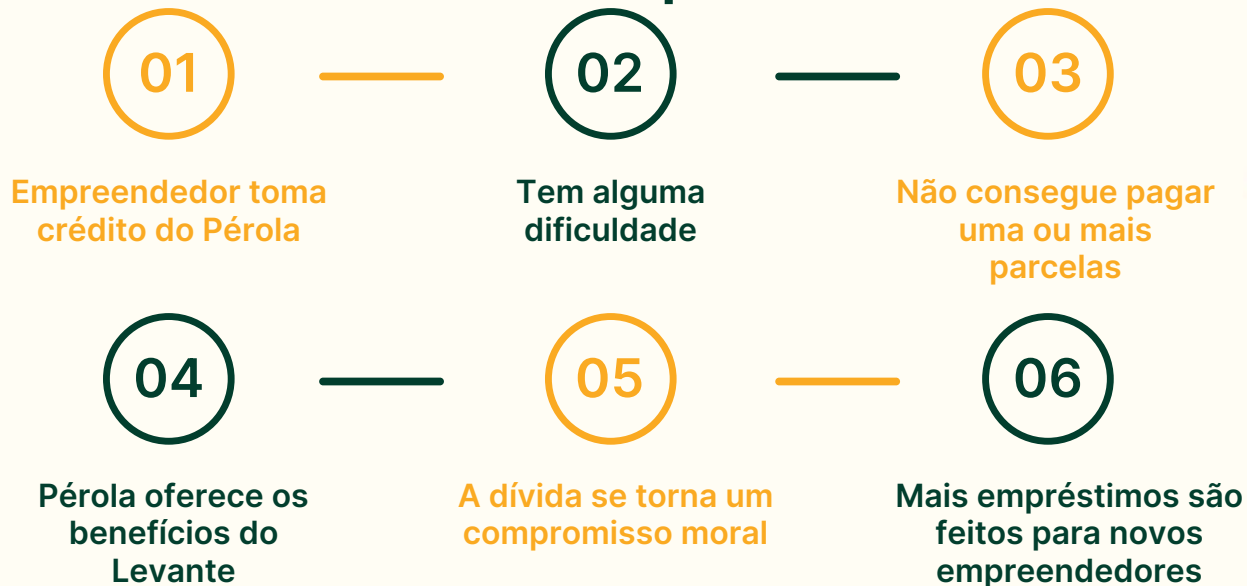 01
02
03
Empreendedor toma
crédito do Pérola
Tem alguma
dificuldade
Não consegue pagar
uma ou mais
parcelas
04
05
06
Pérola oferece os
benefícios do
Levante
A dívida se torna um
compromisso moral
Mais empréstimos são
feitos para novos
empreendedores